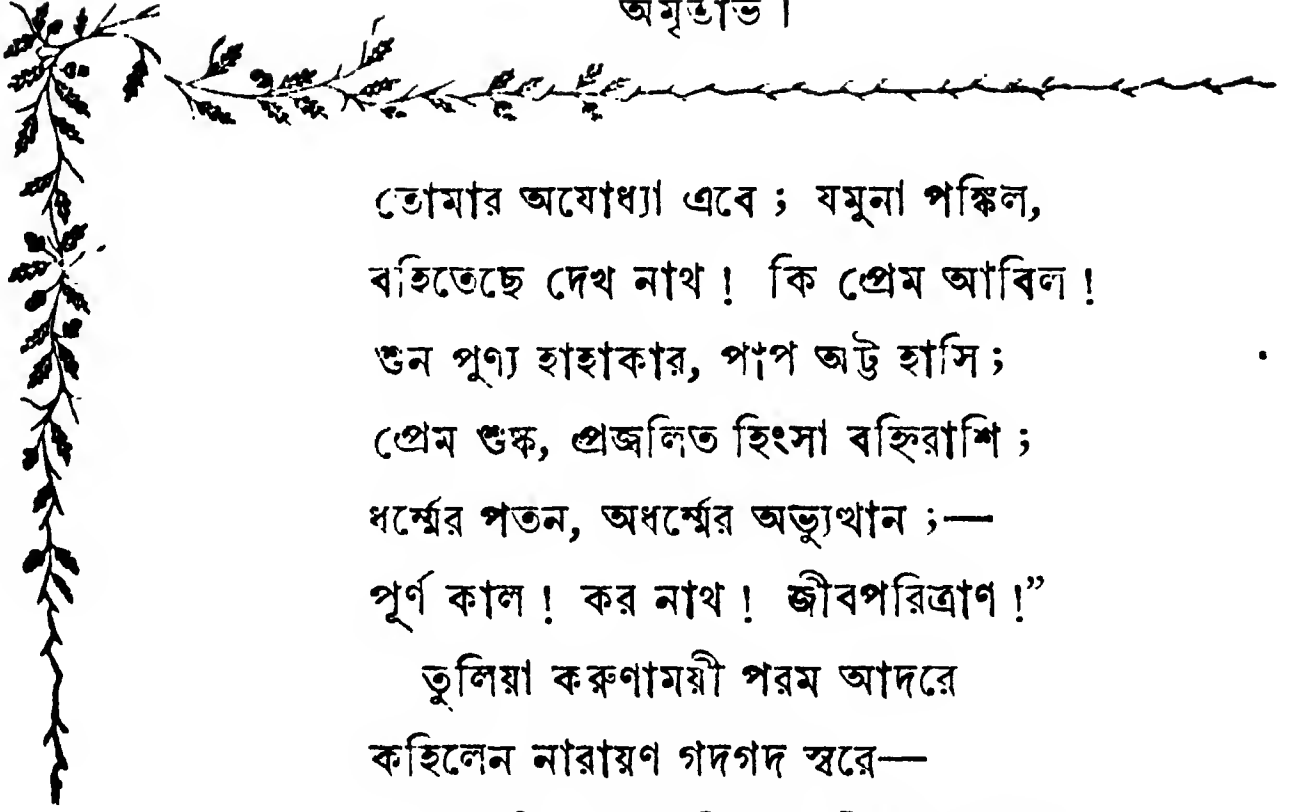 অমৃতাভ।
তোমার অযোধ্যা এবে ; যমুনা পঙ্কিল,
বহিতেছে দেখ নাথ ! কি প্রেম আবিল !
শুন পুণ্য হাহাকার, পাপ অট্ট হাসি ;
প্রেম শুষ্ক, প্রজ্বলিত হিংসা বহ্নিরাশি ;
ধর্ম্মের পতন, অধর্ম্মের অভ্যুত্থান ;—
পূর্ণ কাল ! কর নাথ ! জীবপরিত্রাণ !”
তুলিয়া করুণাময়ী পরম আদরে
কহিলেন নারায়ণ গদগদ স্বরে—